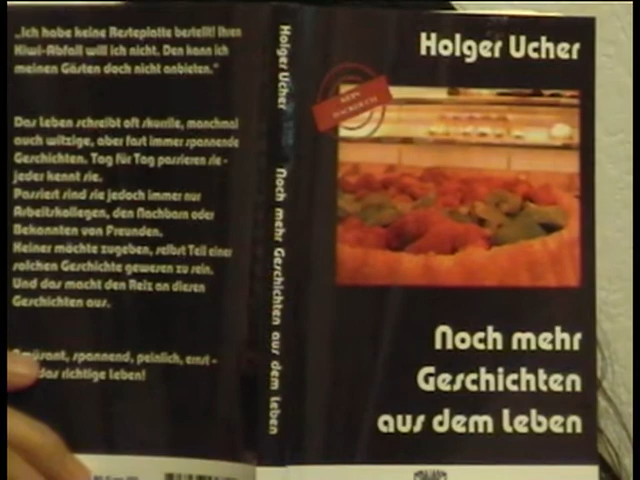 „Ich habe keine Resteplatte bestellt! Ihren
Kiwi-Abfall will ich nicht. Den kann ich
meinen Gästen doch nicht anbieten."
Das Leben schreibt oft skurile, manchmal
auch witzige, aber fast immer spannende
Geschichten. Tag für Tag passieren sie -
jeder kennt sie.
Passiert sind sie jedoch immer nur
Arbeitskollegen, den Nachbarn oder
Bekannten von Freunden.
Keiner möchte zugeben, selbst Teil einer
solchen Geschichte gewesen zu sein.
Und das macht den Reiz an diesen
Geschichten aus.
Amüsant, spannend, peinlich, ernst -
das richtige Leben!
Holger Ucher Noch mehr Geschichten aus dem Leben
Holger Ucher
KEIN
Noch mehr
Geschichten
aus dem Leben